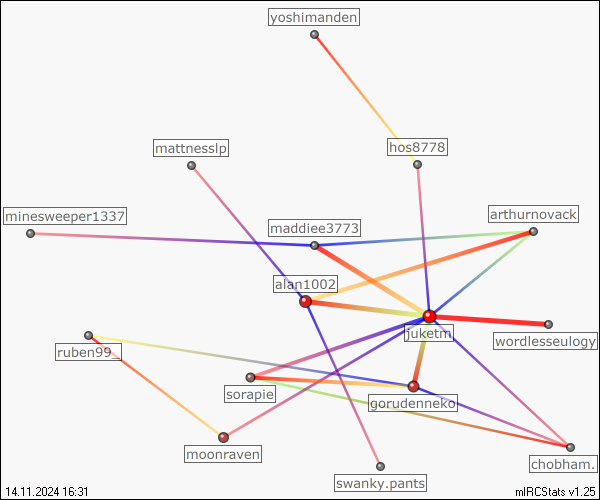 yoshimanden
hos8778
mattnesslp
arthurnovack
minesweeper1337
maddiee3773
alan1002
juketm
wordlesseulogy
ruben99_
sorapie
gorudenneko
moonraven
chobham.
swanky.pants
14.11.2024 16:31
mIRCStats v1.25